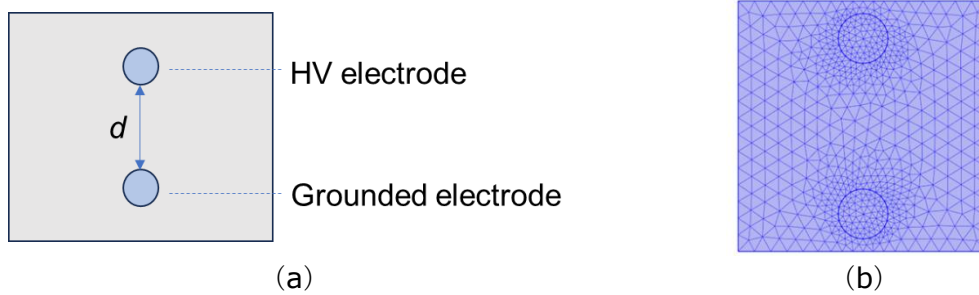 HV electrode
d
Grounded electrode
（a）
（b）